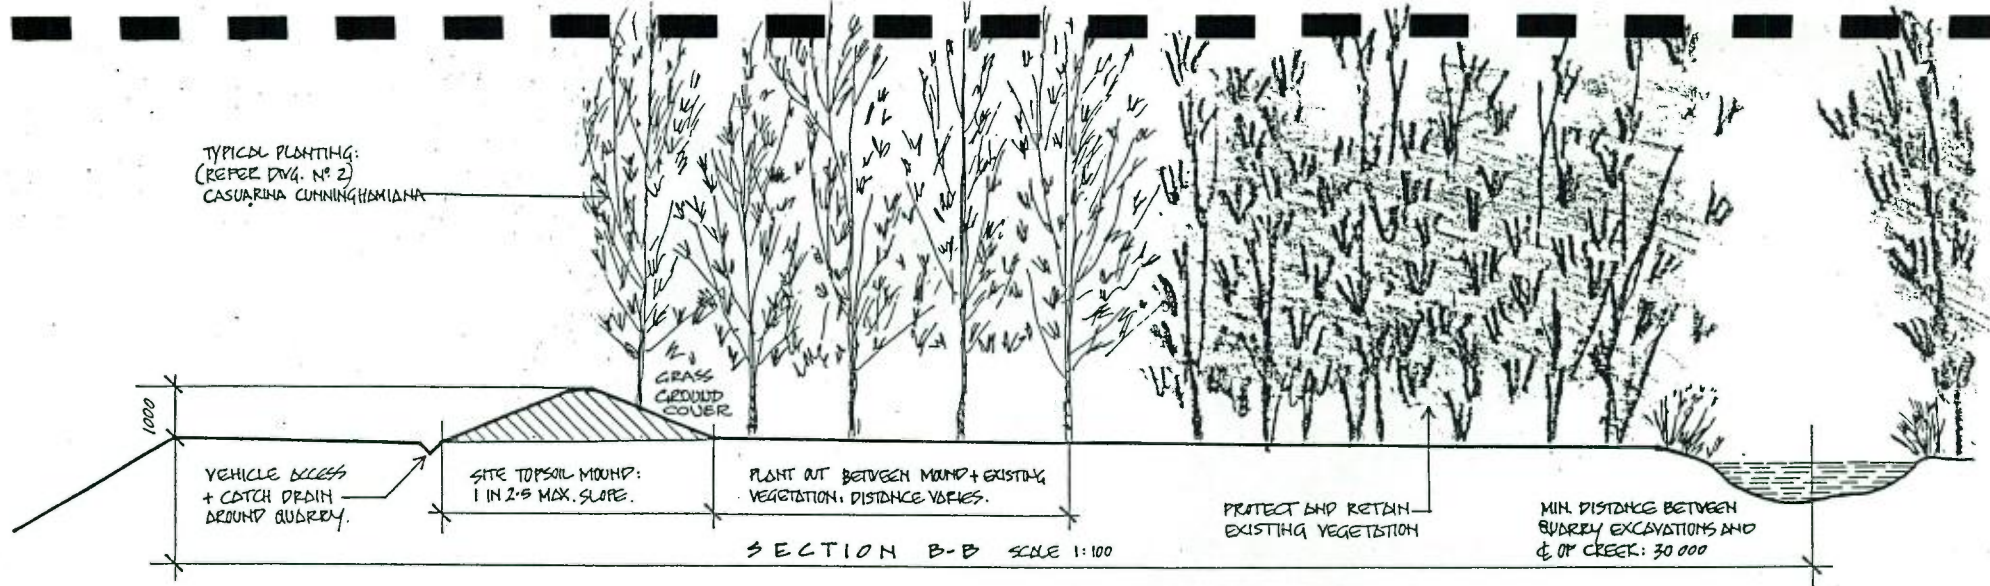 TYPICAL PLANTING:
(REFER DWG. Nº 2)
CASUARINA CUNNINGHAMIANA
GRASS
GROUND
COVER
1000
VEHICLE ACCESS
+ CATCH DRAIN
AROUND QUARRY.
SITE TOPSOIL MOUND:
1 IN 2·5 MAX. SLOPE.
PLANT OUT BETWEEN MOUND + EXISTING
VEGETATION. DISTANCE VARIES.
PROTECT AND RETAIN
EXISTING VEGETATION
MIN. DISTANCE BETWEEN
QUARRY EXCAVATIONS AND
℄ OF CREEK: 30 000
SECTION B-B SCALE 1:100